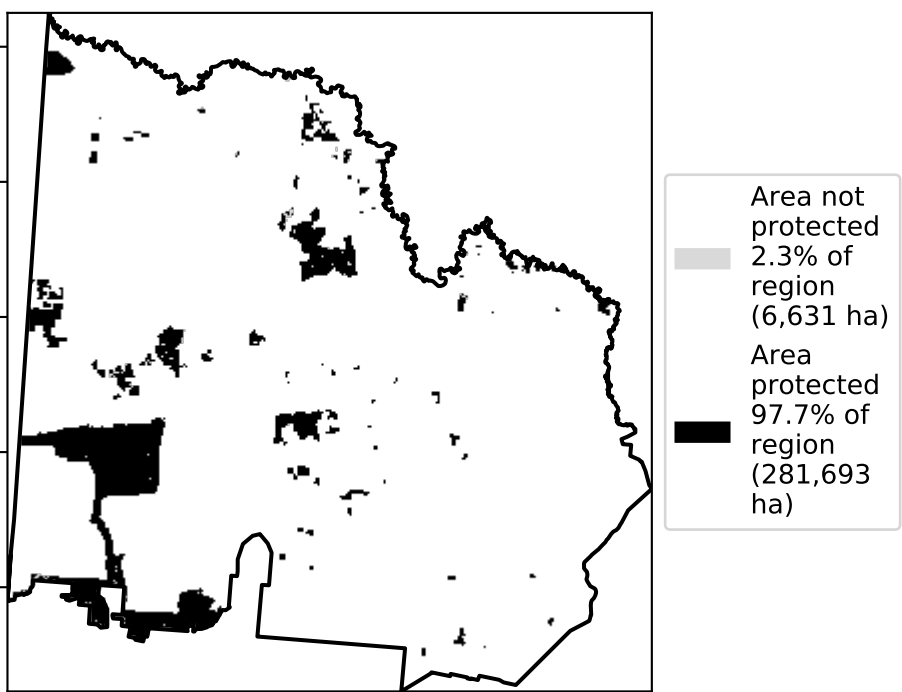 Area not
protected
2.3% of
region
(6,631 ha)
Area
protected
97.7% of
region
(281,693
ha)